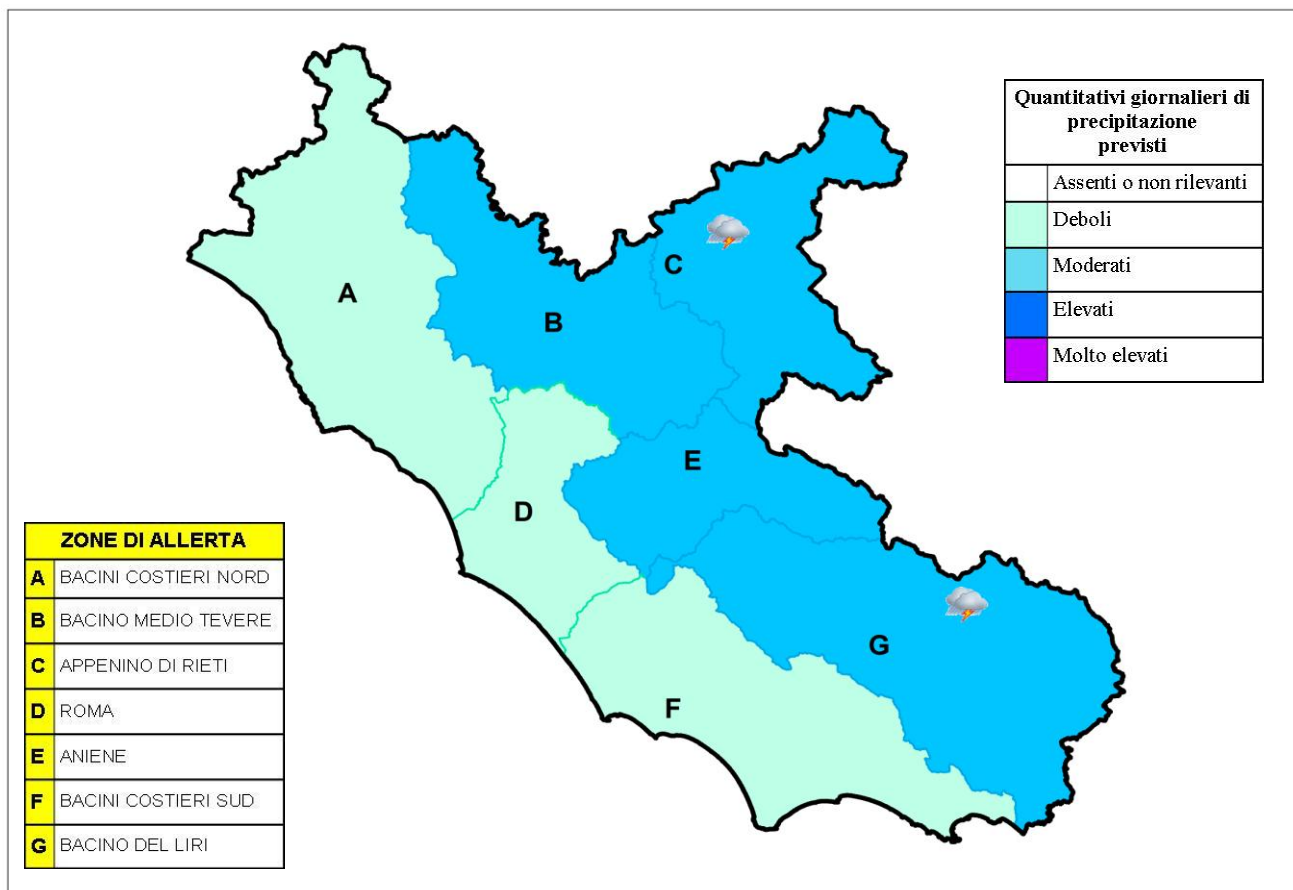 Quantitativi giornalieri di
precipitazione
previsti
Assenti o non rilevanti
Deboli
Moderati
Elevati
Molto elevati
A
B
C
D
E
F
G
ZONE DI ALLERTA
A BACINI COSTIERI NORD
B BACINO MEDIO TEVERE
C APPENINO DI RIETI
D ROMA
E ANIENE
F BACINI COSTIERI SUD
G BACINO DEL LIRI